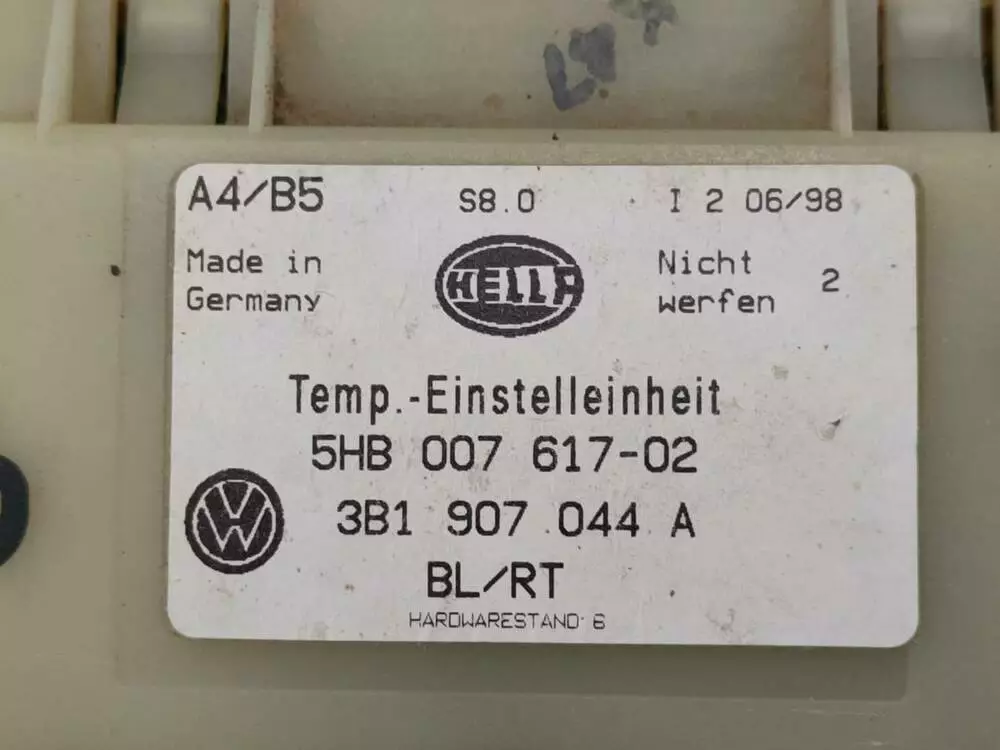 A4/B5 S8.0 I 2 06/98
Made in
Germany
HELLA
Nicht
werfen
2
Temp.-Einstelleinheit
5HB 007 617-02
3B1 907 044 A
VW
BL/RT
HARDWARESTAND: 6